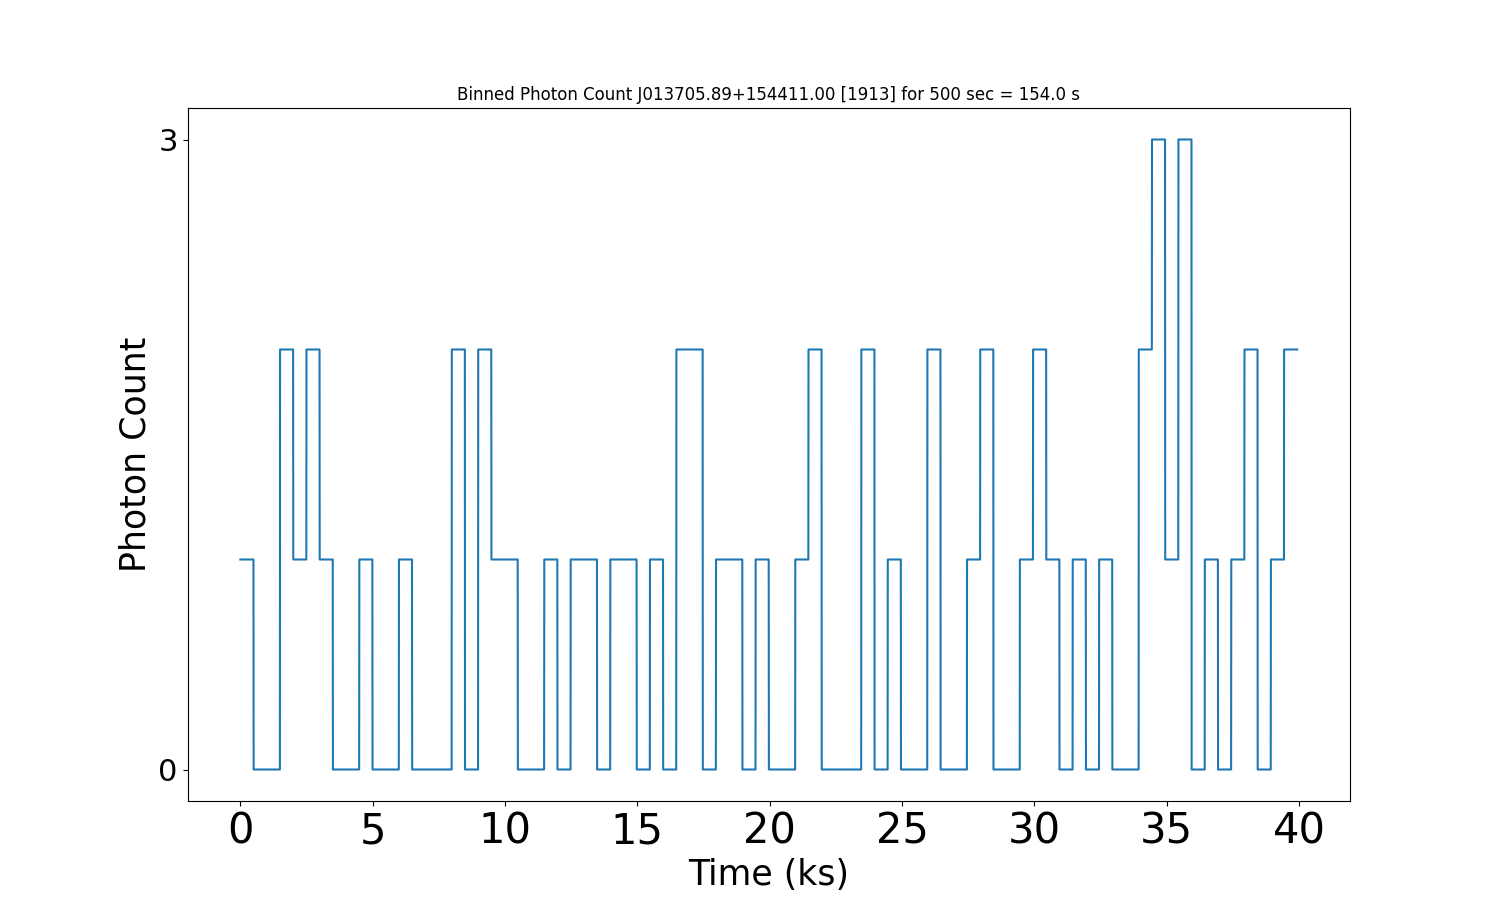 Binned Photon Count J013705.89+154411.00 [1913] for 500 sec = 154.0 s
3
Photon Count
0
0 5 10 15 20 25 30 35 40
Time (ks)